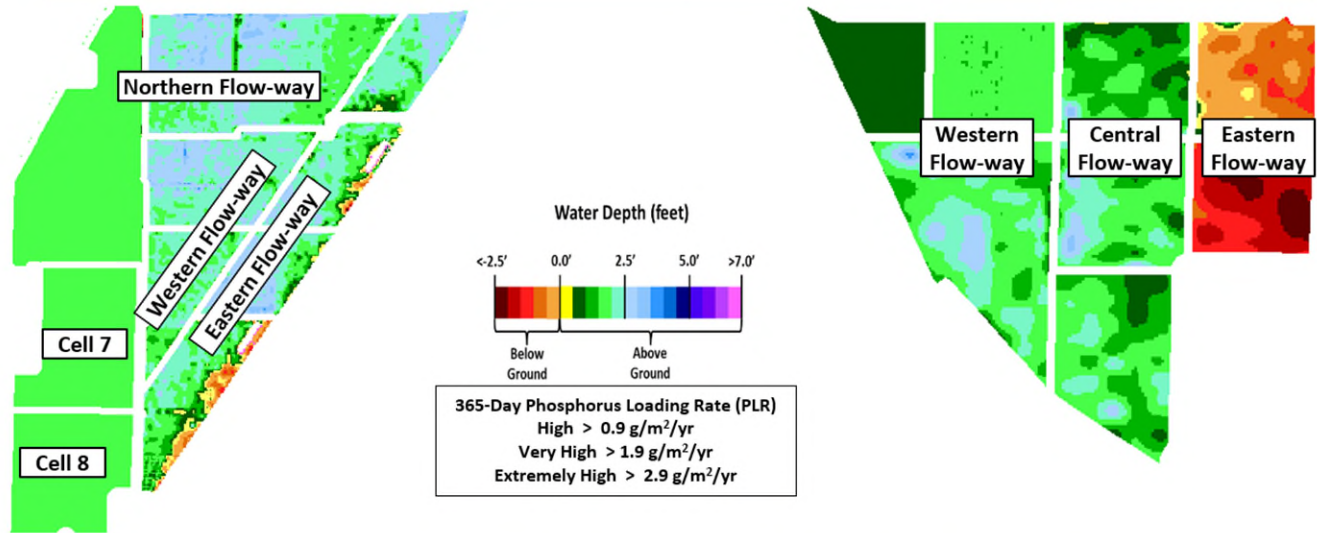 Northern Flow-way
Western Flow-way
Eastern Flow-way
Cell 7
Cell 8
Water Depth (feet)
<-2.5' 0.0' 2.5' 5.0' >7.0'
Below
Ground
Above
Ground
365-Day Phosphorus Loading Rate (PLR)
High > 0.9 g/m²/yr
Very High > 1.9 g/m²/yr
Extremely High > 2.9 g/m²/yr
Western
Flow-way
Central
Flow-way
Eastern
Flow-way